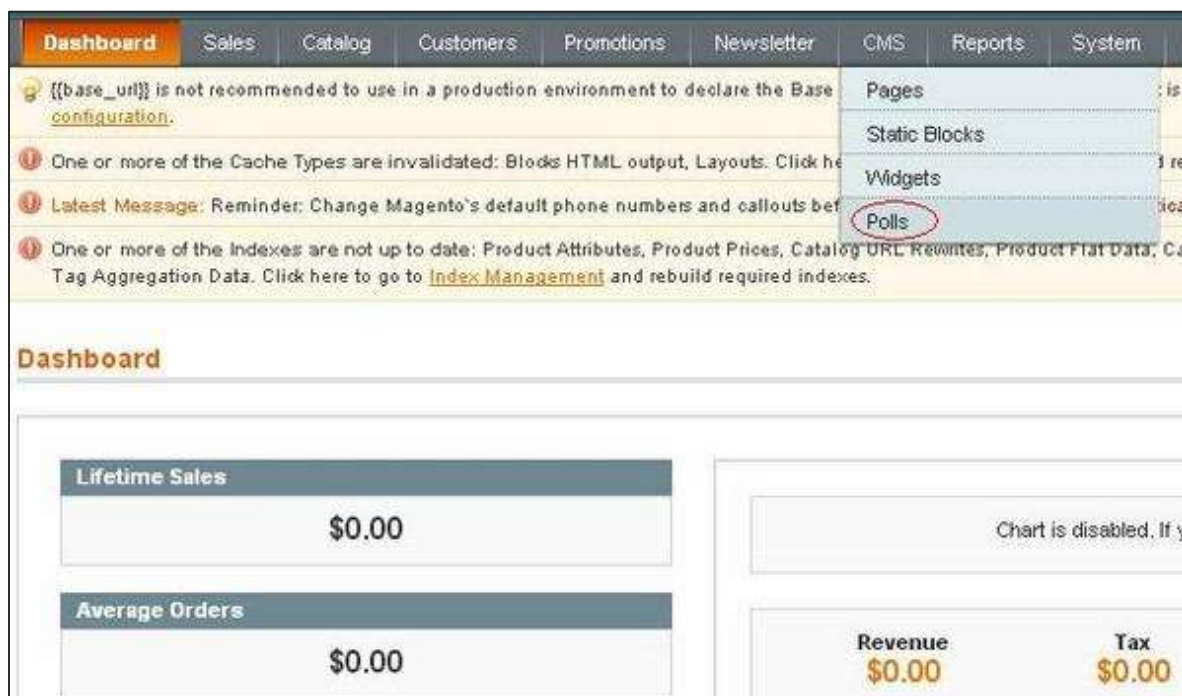 Dashboard Sales Catalog Customers Promotions Newsletter CMS Reports System
{{base_url}} is not recommended to use in a production environment to declare the Base
is
configuration.
One or more of the Cache Types are invalidated: Blocks HTML output, Layouts. Click
Latest Message: Reminder: Change Magento's default phone numbers and callouts
One or more of the Indexes are not up to date: Product Attributes, Product Prices, Catalog URL Rewrites, Product Flat Data,
Tag Aggregation Data. Click here to go to Index Management and rebuild required indexes.
Pages
Static Blocks
Widgets
Polls
Dashboard
Lifetime Sales
$0.00
Average Orders
$0.00
Chart is disabled. If
Revenue Tax
$0.00 $0.00